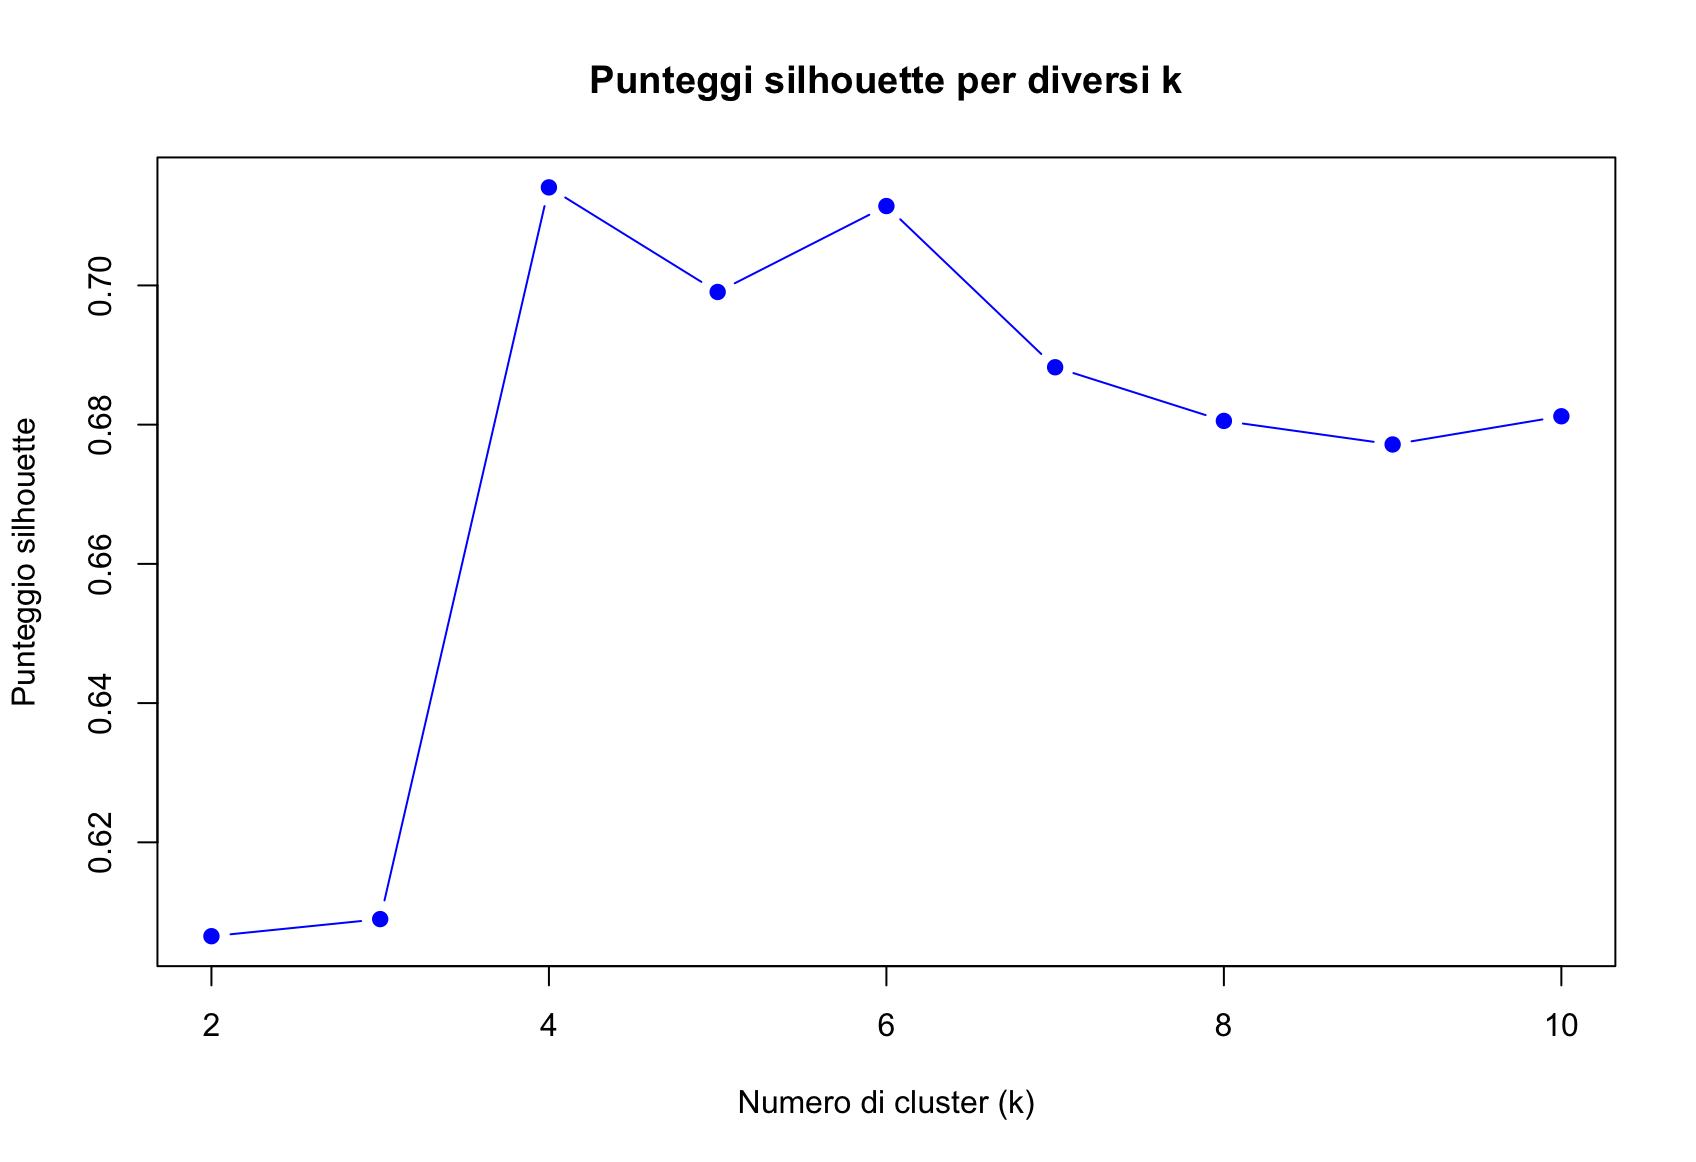 Punteggi silhouette per diversi k
Punteggio silhouette
0.70
0.68
0.66
0.64
0.62
2 4 6 8 10
Numero di cluster (k)